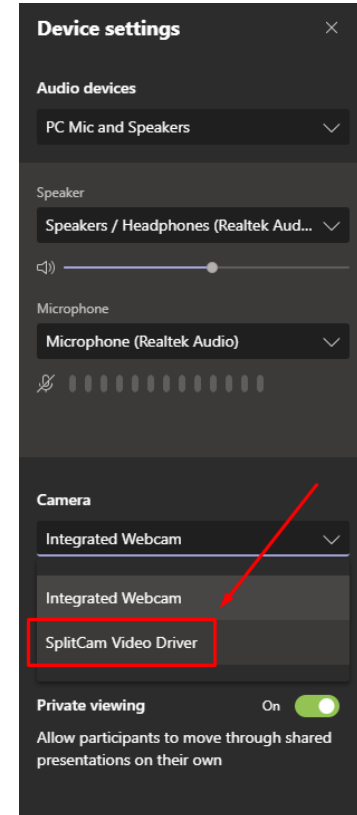 Device settings
Audio devices
PC Mic and Speakers
Speaker
Speakers / Headphones (Realtek Aud...
Microphone
Microphone (Realtek Audio)
Camera
Integrated Webcam
Integrated Webcam
SplitCam Video Driver
Private viewing On
Allow participants to move through shared
presentations on their own